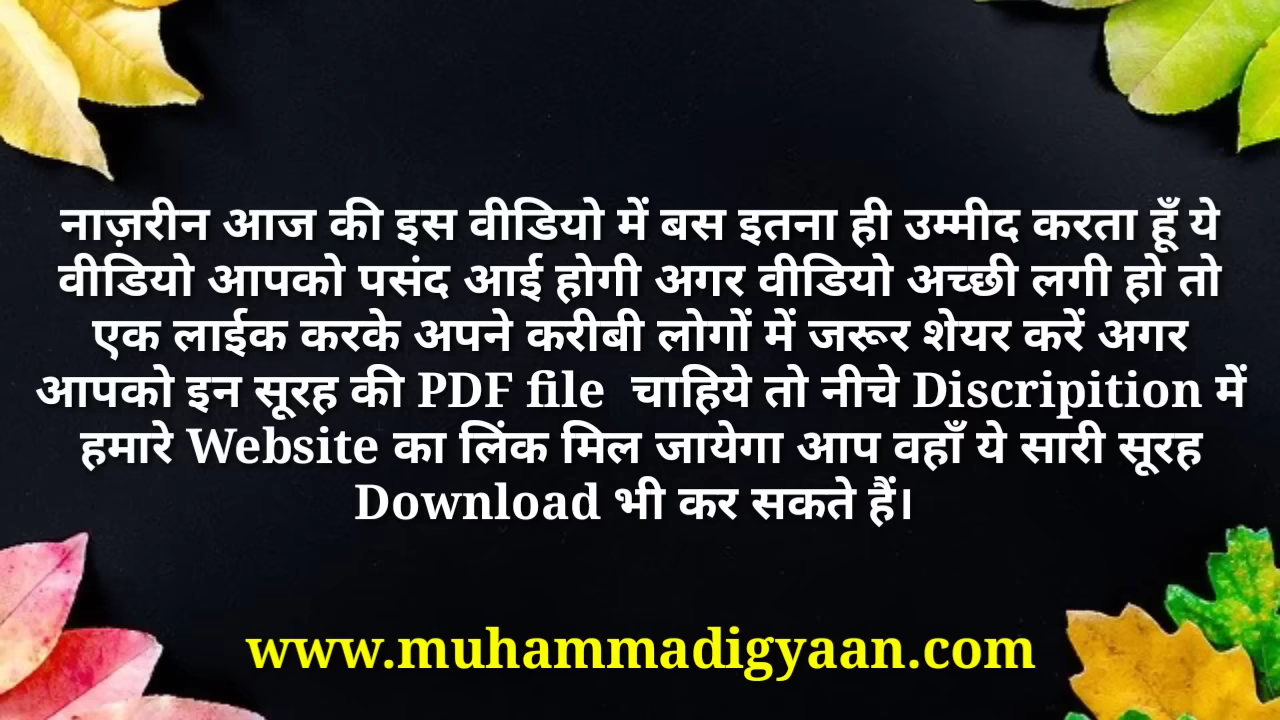 नाज़रीन आज की इस वीडियो में बस इतना ही उम्मीद करता हूँ ये
वीडियो आपको पसंद आई होगी अगर वीडियो अच्छी लगी हो तो
एक लाईक करके अपने करीबी लोगों में जरूर शेयर करें अगर
आपको इन सूरह की PDF file चाहिये तो नीचे Discripition में
हमारे Website का लिंक मिल जायेगा आप वहाँ ये सारी सूरह
Download भी कर सकते हैं।
www.muhammadigyaan.com